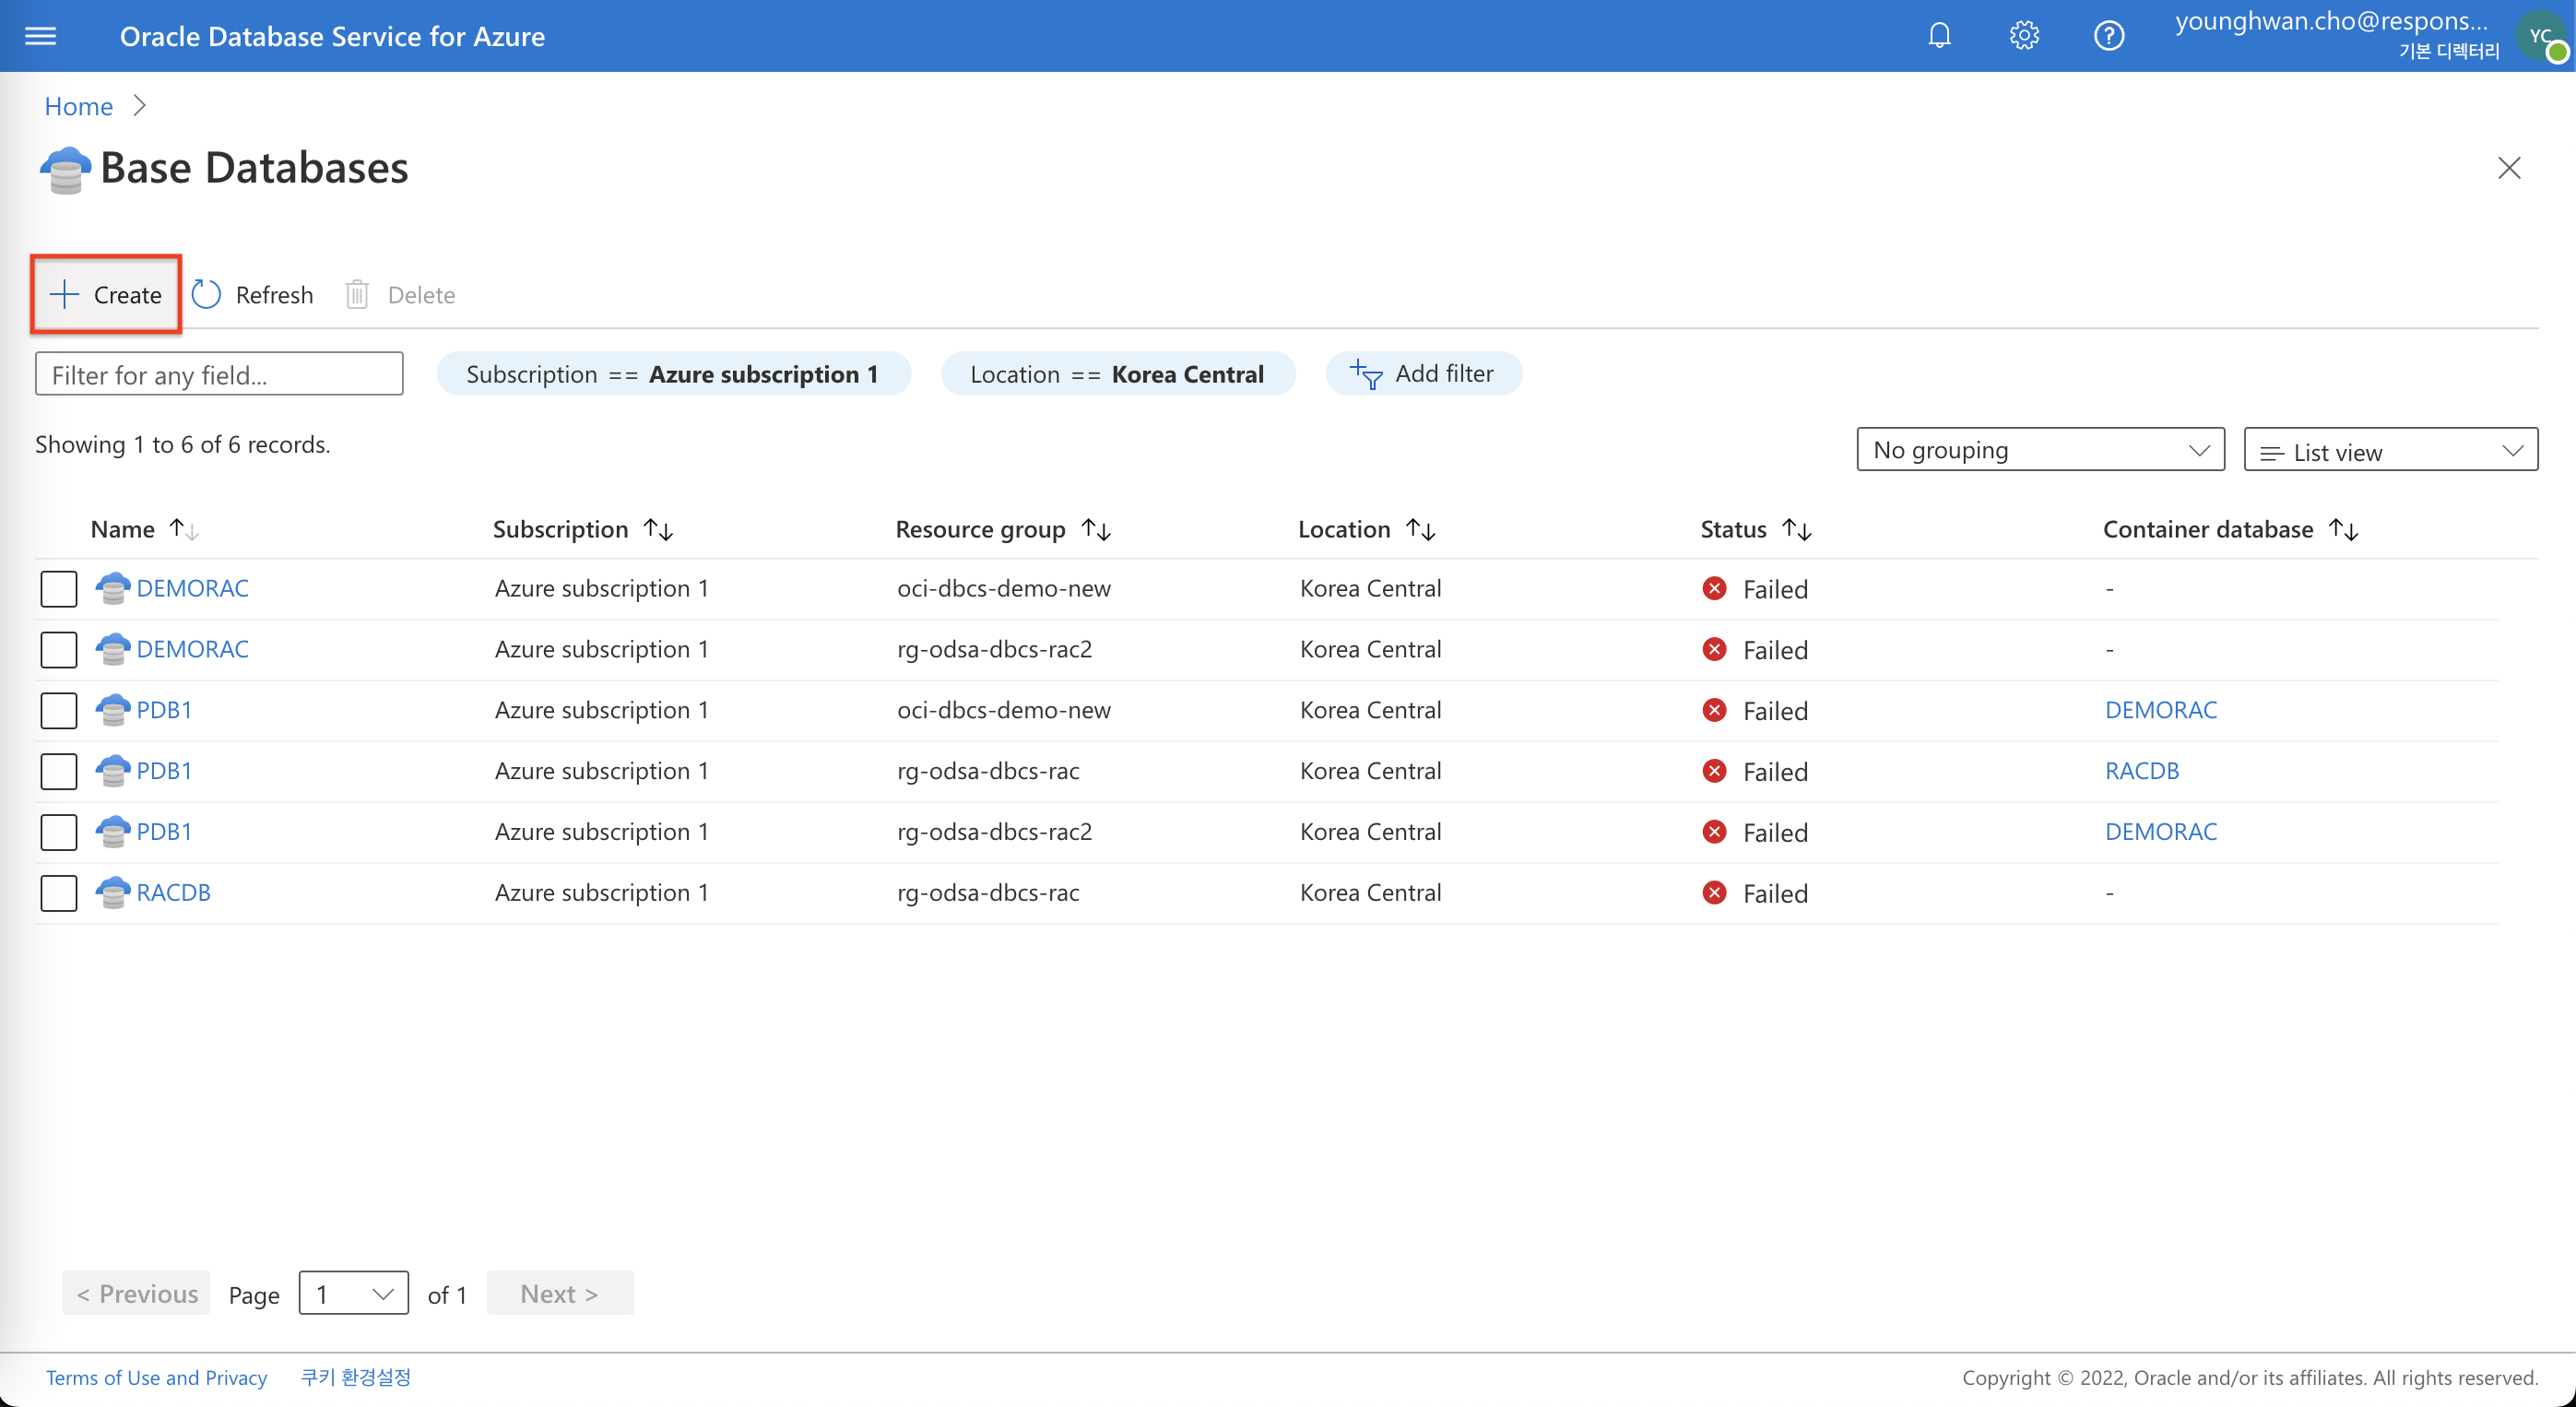 Oracle Database Service for Azure
younghwan.cho@respons...
기본 디렉터리
YC
Home
Base Databases
Create Refresh Delete
Filter for any field... Subscription == Azure subscription 1 Location == Korea Central Add filter
Showing 1 to 6 of 6 records. No grouping List view
Name Subscription Resource group Location Status Container database
DEMORAC Azure subscription 1 oci-dbcs-demo-new Korea Central Failed -
DEMORAC Azure subscription 1 rg-odsa-dbcs-rac2 Korea Central Failed -
PDB1 Azure subscription 1 oci-dbcs-demo-new Korea Central Failed DEMORAC
PDB1 Azure subscription 1 rg-odsa-dbcs-rac Korea Central Failed RACDB
PDB1 Azure subscription 1 rg-odsa-dbcs-rac2 Korea Central Failed DEMORAC
RACDB Azure subscription 1 rg-odsa-dbcs-rac Korea Central Failed -
< Previous Page 1 of 1 Next >
Terms of Use and Privacy 쿠키 환경설정 Copyright © 2022, Oracle and/or its affiliates. All rights reserved.